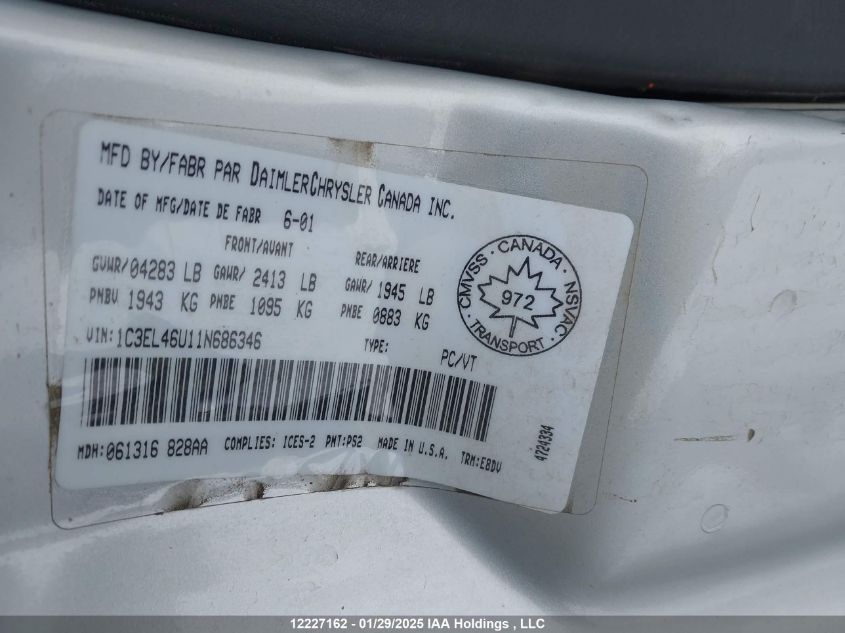 MFD BY/FABR PAR DAIMLERCHRYSLER CANADA INC.
DATE OF MFG/DATE DE FABR 6-01
FRONT/AVANT REAR/ARRIERE
GVWR/04283 LB GAWR/ 2413 LB GAWR/ 1945 LB
PNBV 1943 KG PNBE 1095 KG PNBE 0883 KG
VIN:1C3EL46U11N686346 TYPE: PC/VT
CMVSS · CANADA · NSVAC · TRANSPORT ·
972
MDH:061316 828AA COMPLIES: ICES-2 PNT:PS2 MADE IN U.S.A. TRM:E8DV
4724334
12227162 - 01/29/2025 IAA Holdings , LLC